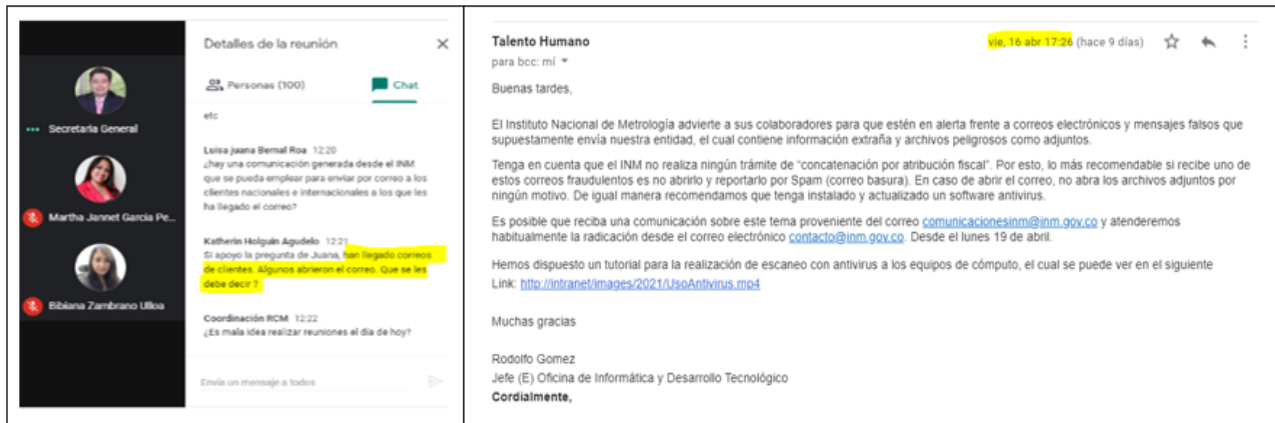 Detalles de la reunión
Personas (100)
Chat
etc
Luisa juana Bernal Roa 12:20
¿hay una comunicación generada desde el INM
que se pueda emplear para enviar por correo a los
clientes nacionales e internacionales a los que les
ha llegado el correo?
Katherin Holguin Agudelo 12:21
Si apoyo la pregunta de Juana, han llegado correos
de clientes. Algunos abrieron el correo. Que se les
debe decir ?
Coordinación RCM 12:22
¿Es mala idea realizar reuniones el día de hoy?
Envía un mensaje a todos
Secretaria General
Martha Jannet Garcia Pe...
Bibiana Zambrano Ulloa
Talento Humano
vie, 16 abr 17:26 (hace 9 días)
para bcc: mí
Buenas tardes,
El Instituto Nacional de Metrología advierte a sus colaboradores para que estén en alerta frente a correos electrónicos y mensajes falsos que
supuestamente envía nuestra entidad, el cual contiene información extraña y archivos peligrosos como adjuntos.
Tenga en cuenta que el INM no realiza ningún trámite de "concatenación por atribución fiscal". Por esto, lo más recomendable si recibe uno de
estos correos fraudulentos es no abrirlo y reportarlo por Spam (correo basura). En caso de abrir el correo, no abra los archivos adjuntos por
ningún motivo. De igual manera recomendamos que tenga instalado y actualizado un software antivirus.
Es posible que reciba una comunicación sobre este tema proveniente del correo comunicacionesinm@inm.gov.co y atenderemos
habitualmente la radicación desde el correo electrónico contacto@inm.gov.co. Desde el lunes 19 de abril.
Hemos dispuesto un tutorial para la realización de escaneo con antivirus a los equipos de cómputo, el cual se puede ver en el siguiente
Link: http://intranet/images/2021/UsoAntivirus.mp4
Muchas gracias
Rodolfo Gomez
Jefe (E) Oficina de Informática y Desarrollo Tecnológico
Cordialmente,